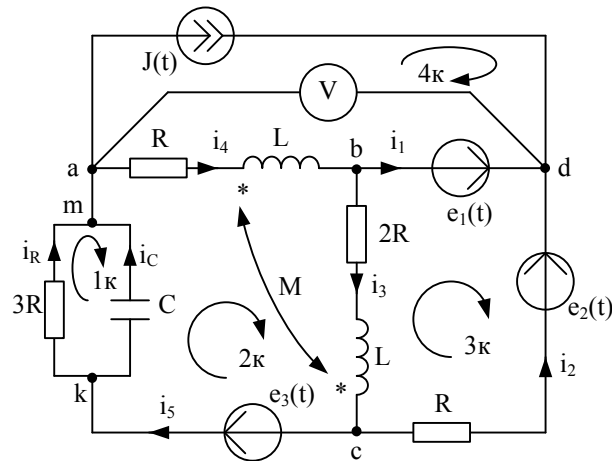 J(t)
4к
V
R
i4
L
b
i1
a
d
*
e1(t)
m
2R
iR
iC
1к
M
i3
3R
C
e2(t)
2к
3к
L
*
k
e3(t)
i2
i5
c
R